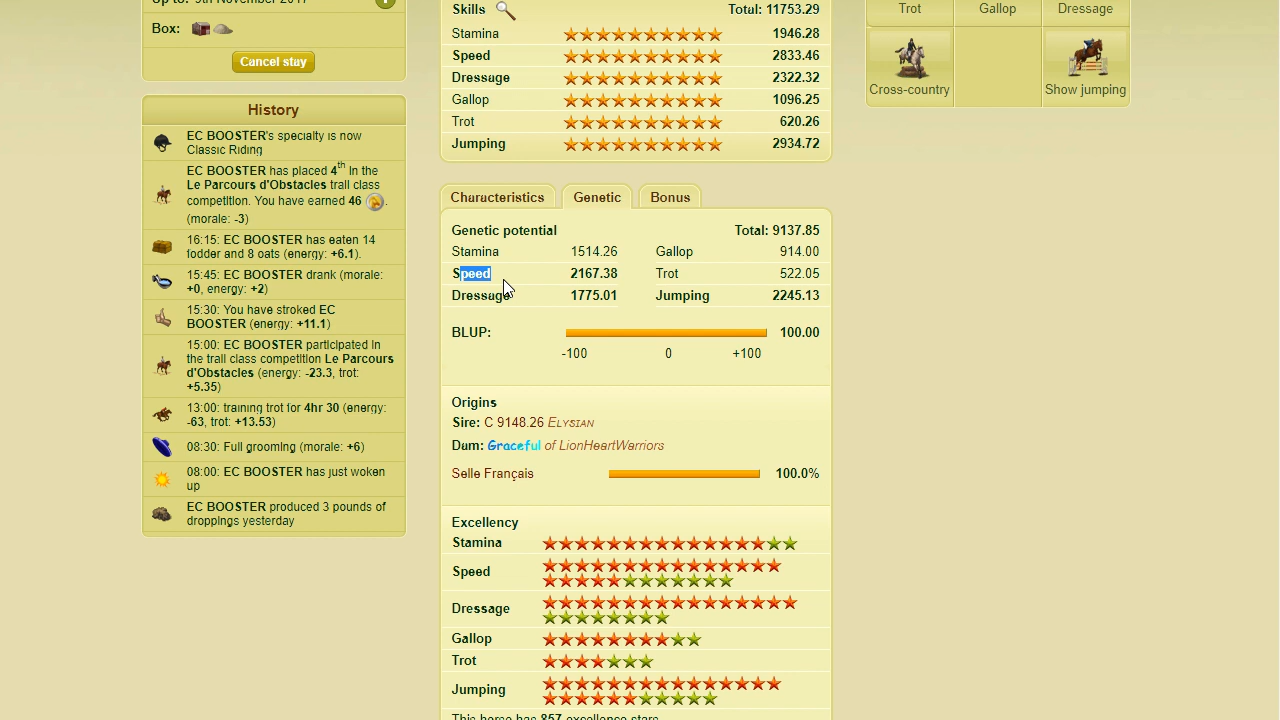 Box:
Cancel stay
History
EC BOOSTER's specialty is now
Classic Riding
EC BOOSTER has placed 4th in the
Le Parcours d'Obstacles trail class
competition. You have earned 46 .
(morale: -3)
16:15: EC BOOSTER has eaten 14
fodder and 8 oats (energy: +6.1).
15:45: EC BOOSTER drank (morale:
+0, energy: +2)
15:30: You have stroked EC
BOOSTER (energy: +11.1)
15:00: EC BOOSTER participated in
the trail class competition Le Parcours
d'Obstacles (energy: -23.3, trot:
+5.35)
13:00: training trot for 4hr 30 (energy:
-63, trot: +13.53)
08:30: Full grooming (morale: +6)
08:00: EC BOOSTER has just woken
up
EC BOOSTER produced 3 pounds of
droppings yesterday
Skills Total: 11753.29
Stamina 1946.28
Speed 2833.46
Dressage 2322.32
Gallop 1096.25
Trot 620.26
Jumping 2934.72
Characteristics Genetic Bonus
Genetic potential Total: 9137.85
Stamina 1514.26 Gallop 914.00
Speed 2167.38 Trot 522.05
Dressage 1775.01 Jumping 2245.13
BLUP: 100.00
-100 0 +100
Origins
Sire: C 9148.26 ELYSIAN
Dam: Graceful of LionHeartWarriors
Selle Français 100.0%
Excellency
Stamina
Speed
Dressage
Gallop
Trot
Jumping
This horse has 857 excellence stars
Trot Gallop Dressage
Cross-country Show jumping